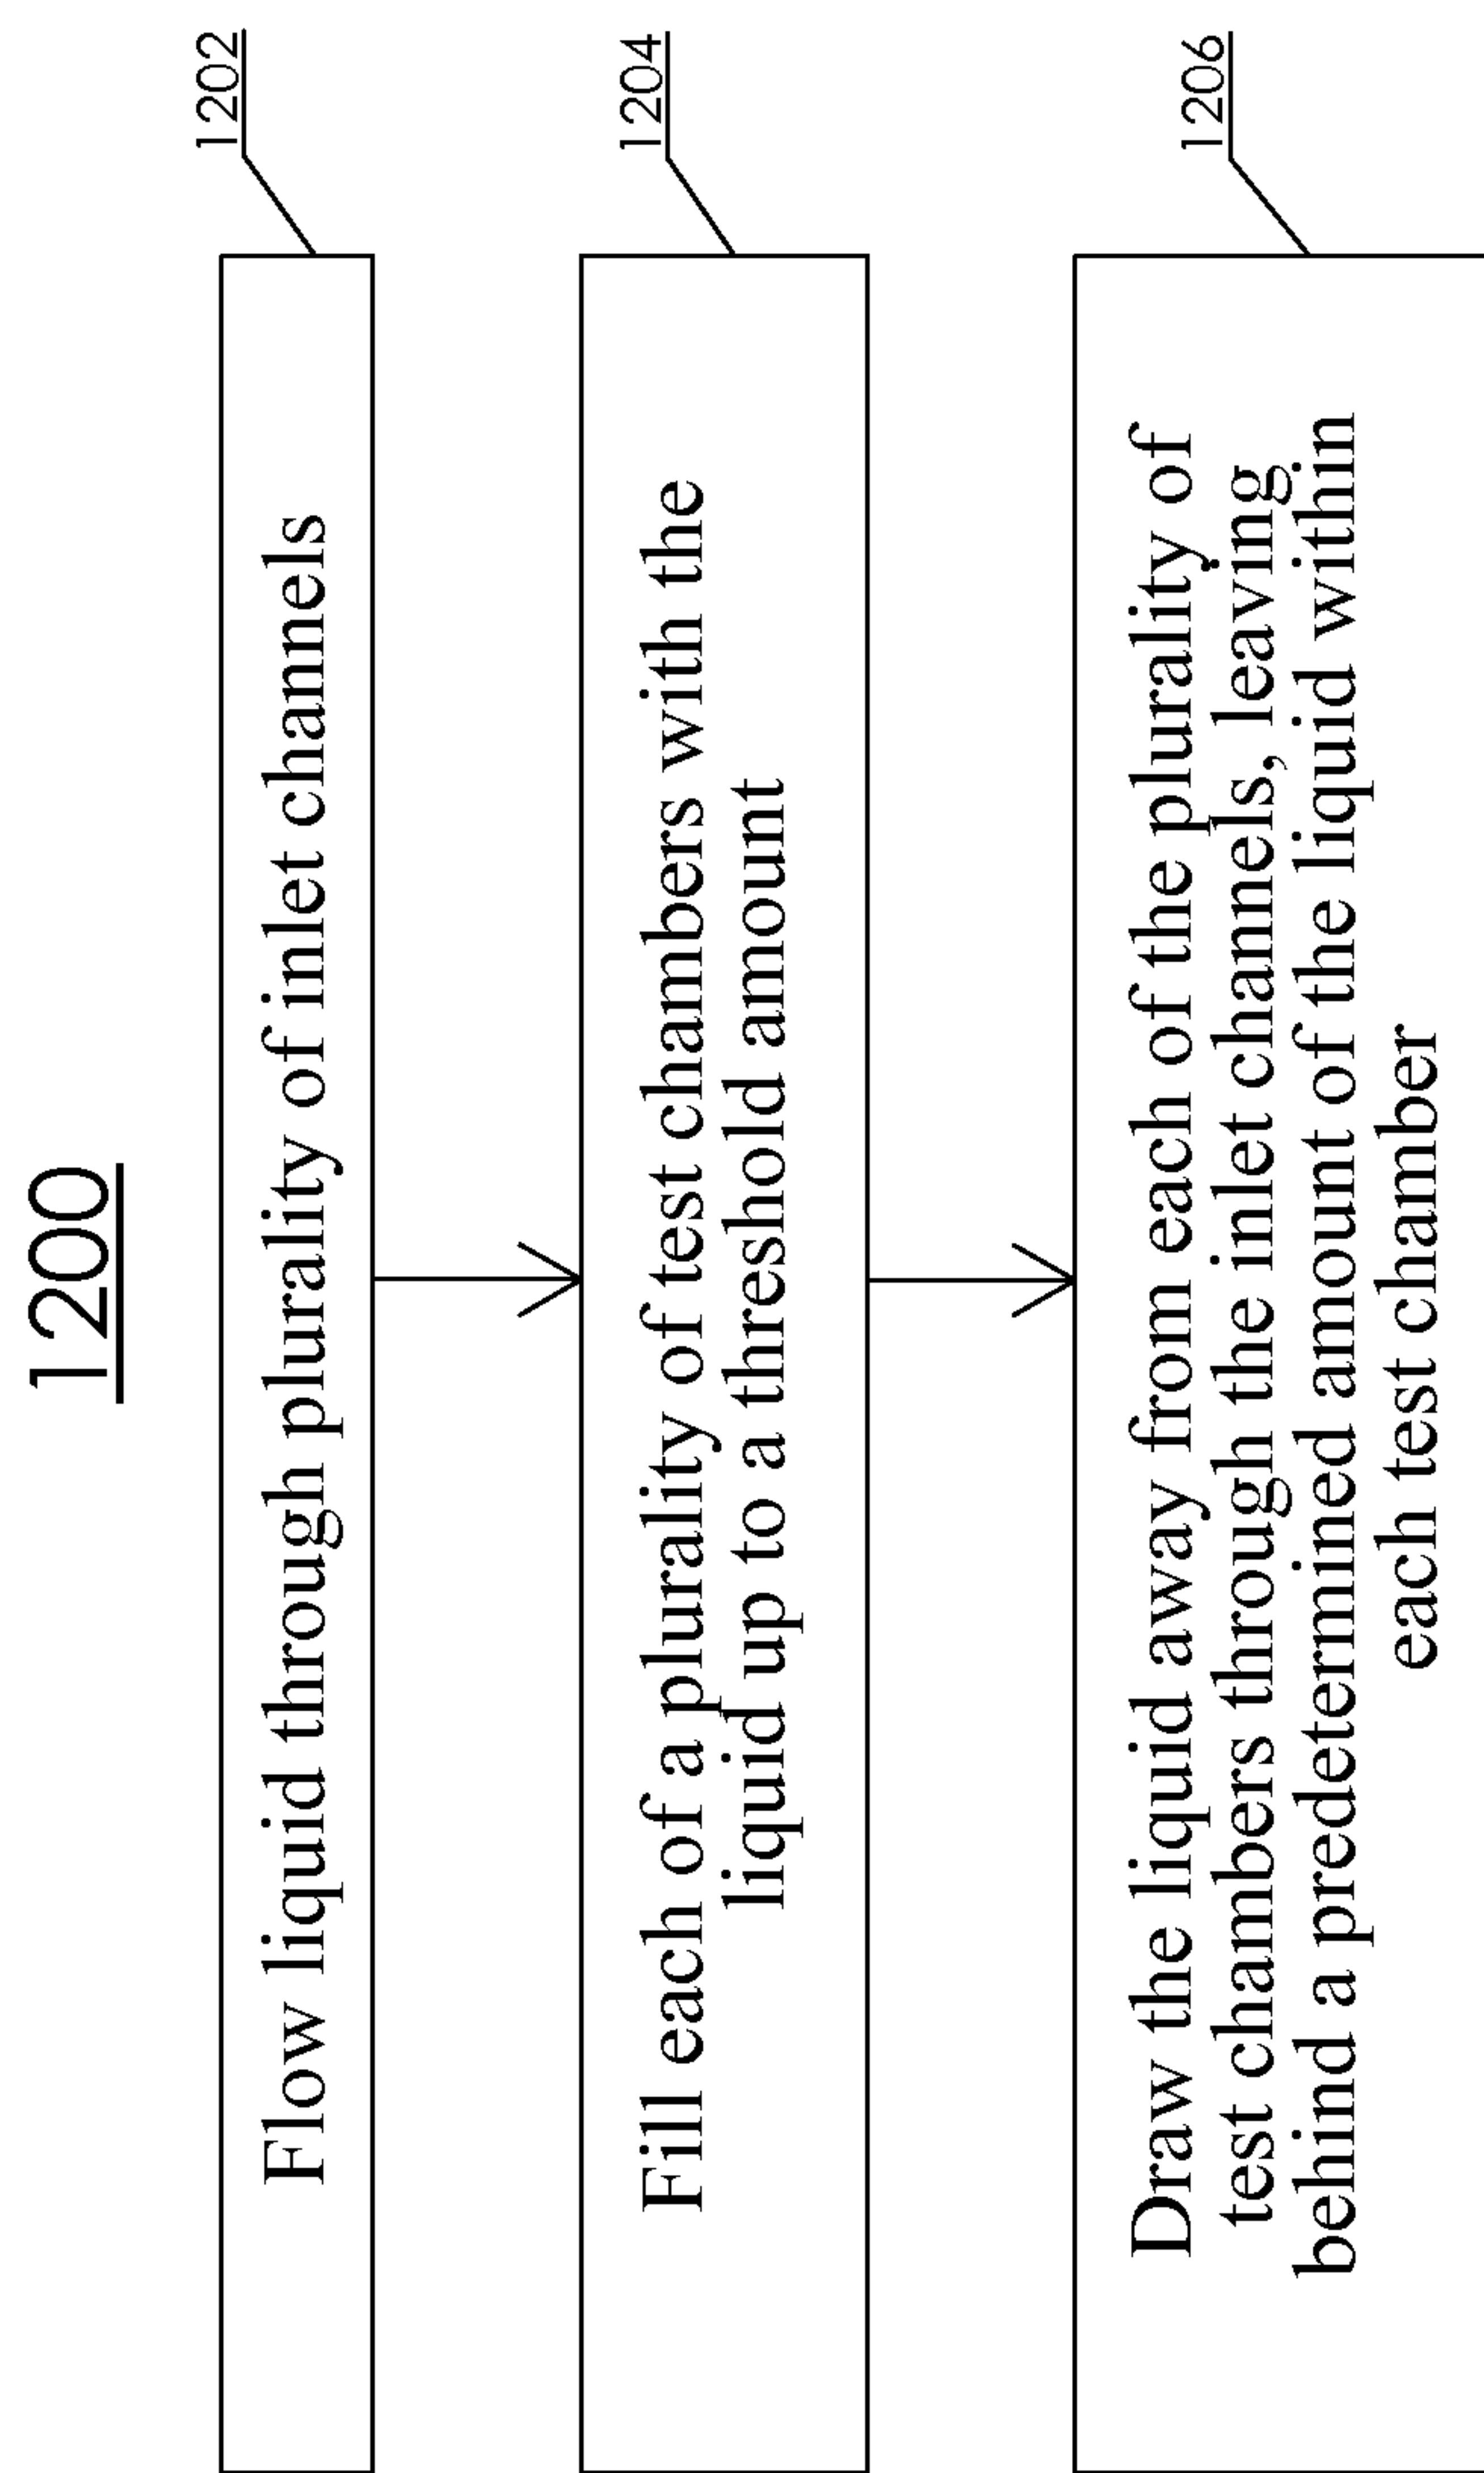 1200
1202
Flow liquid through plurality of inlet channels
1204
Fill each of a plurality of test chambers with the
liquid up to a threshold amount
1206
Draw the liquid away from each of the plurality of
test chambers through the inlet channels, leaving
behind a predetermined amount of the liquid within
each test chamber